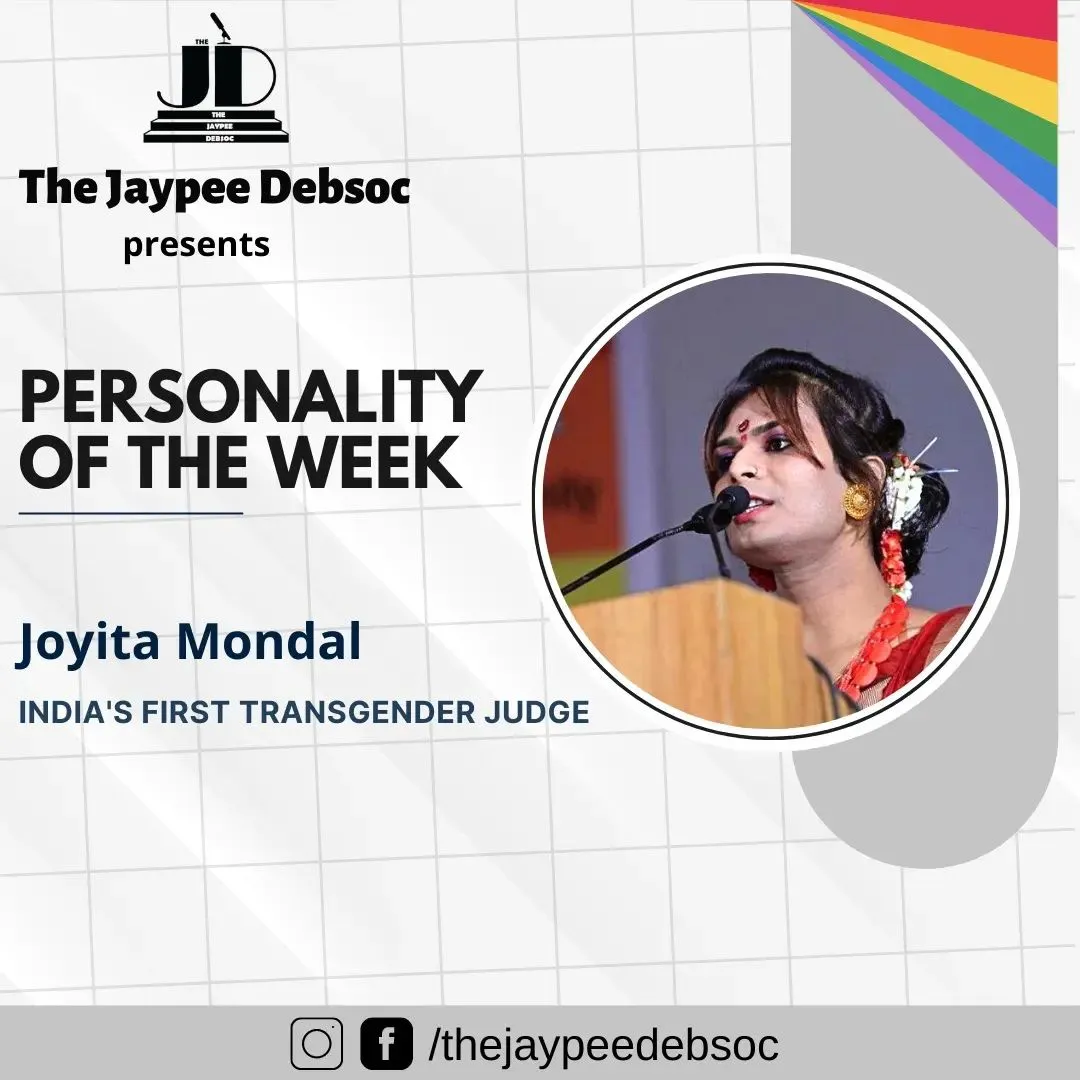 THE
JD
THE
JAYPEE
DEBSOC
The Jaypee Debsoc
presents
PERSONALITY
OF THE WEEK
Joyita Mondal
INDIA'S FIRST TRANSGENDER JUDGE
/thejaypeedebsoc